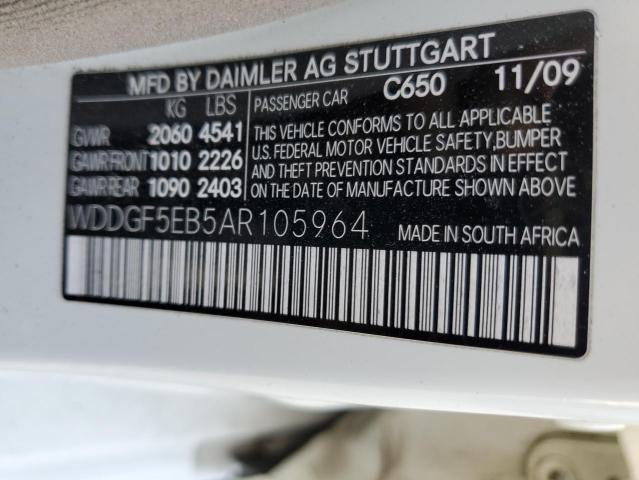 MFD BY DAIMLER AG STUTTGART
KG LBS PASSENGER CAR C650 11/09
GVWR 2060 4541
GAWR FRONT 1010 2226
GAWR REAR 1090 2403
THIS VEHICLE CONFORMS TO ALL APPLICABLE
U.S. FEDERAL MOTOR VEHICLE SAFETY, BUMPER
AND THEFT PREVENTION STANDARDS IN EFFECT
ON THE DATE OF MANUFACTURE SHOWN ABOVE
WDDGF5EB5AR105964 MADE IN SOUTH AFRICA